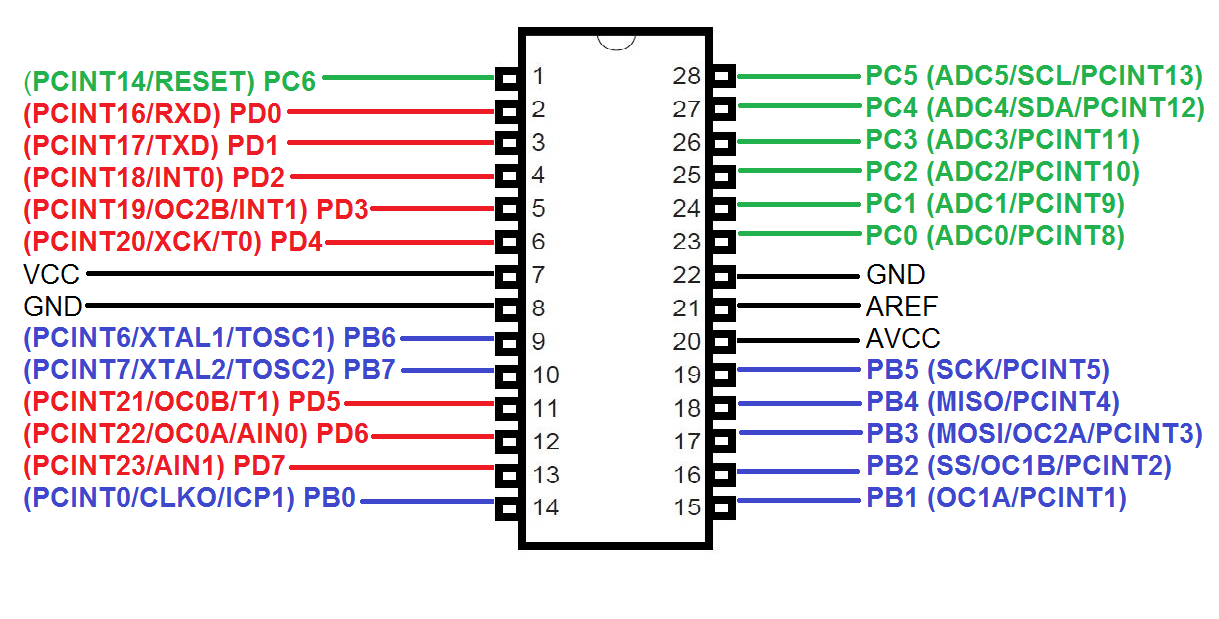 (PCINT14/RESET) PC6 1 28 PC5 (ADC5/SCL/PCINT13)
(PCINT16/RXD) PD0 2 27 PC4 (ADC4/SDA/PCINT12)
(PCINT17/TXD) PD1 3 26 PC3 (ADC3/PCINT11)
(PCINT18/INT0) PD2 4 25 PC2 (ADC2/PCINT10)
(PCINT19/OC2B/INT1) PD3 5 24 PC1 (ADC1/PCINT9)
(PCINT20/XCK/T0) PD4 6 23 PC0 (ADC0/PCINT8)
VCC 7 22 GND
GND 8 21 AREF
(PCINT6/XTAL1/TOSC1) PB6 9 20 AVCC
(PCINT7/XTAL2/TOSC2) PB7 10 19 PB5 (SCK/PCINT5)
(PCINT21/OC0B/T1) PD5 11 18 PB4 (MISO/PCINT4)
(PCINT22/OC0A/AIN0) PD6 12 17 PB3 (MOSI/OC2A/PCINT3)
(PCINT23/AIN1) PD7 13 16 PB2 (SS/OC1B/PCINT2)
(PCINT0/CLKO/ICP1) PB0 14 15 PB1 (OC1A/PCINT1)